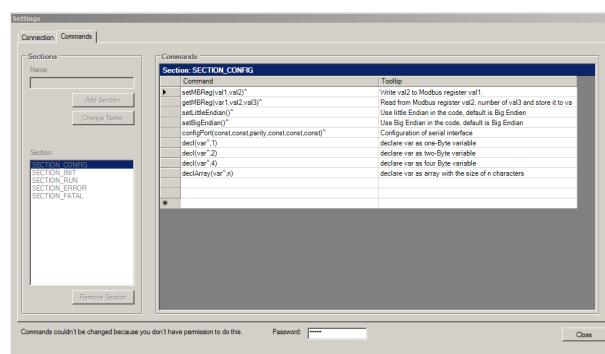 Settings
Connection Commands
Sections
Name:
Add Section
Change Name
Section:
SECTION_CONFIG
SECTION_INIT
SECTION_RUN
SECTION_ERROR
SECTION_FATAL
Remove Section
Commands
Section: SECTION_CONFIG
Command Tooltip
setMBReg(val1,val2)^ Write val2 to Modbus register val1.
getMBReg(var1,val2,val3)^ Read from Modbus register val2, number of val3 and store it to va
setLittleEndian()^ Use little Endian in the code, default is Big Endien
setBigEndian()^ Use Big Endian in the code, default is Big Endien
configPort(const,const,parity,const,const,const)^ Configuration of serial interface
decl(var^,1) declare var as one-Byte variable
decl(var^,2) declare var as two-Byte variable
decl(var^,4) declare var as four Byte variable
declArray(var^,n) declare var as array with the size of n characters
Commands couldn't be changed because you don't have permission to do this. Password: *****
Close